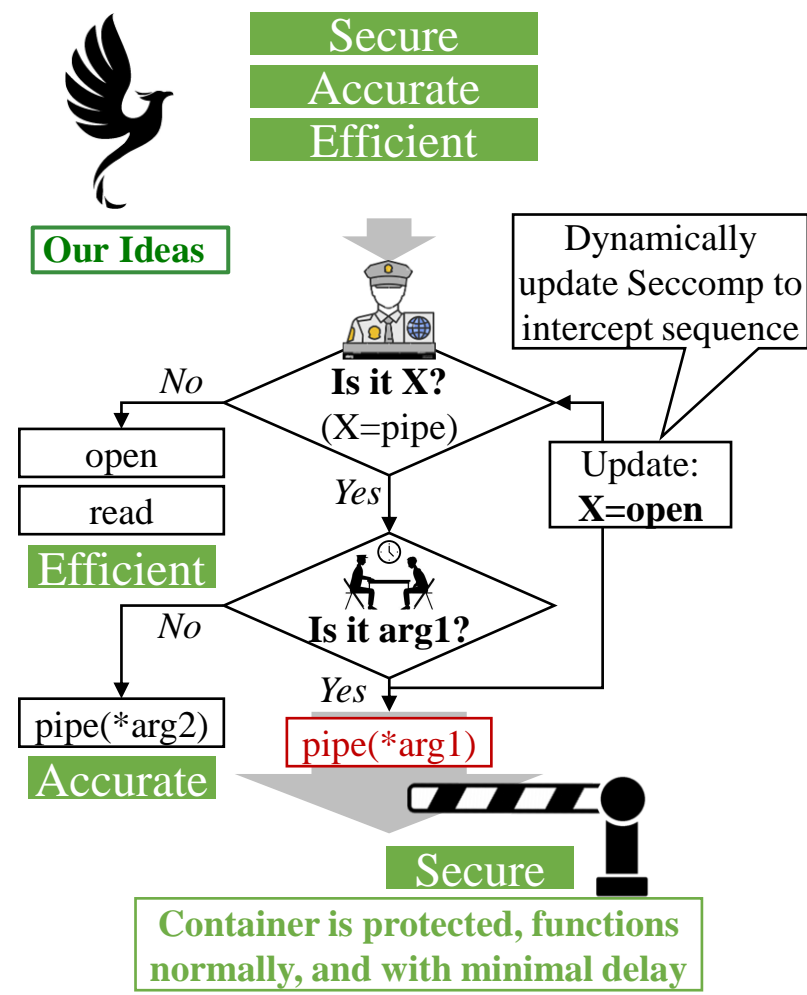 Secure
Accurate
Efficient
Our Ideas
Dynamically
update Seccomp to
intercept sequence
Is it X?
(X=pipe)
No
open
read
Efficient
Yes
Update:
X=open
Is it arg1?
No
Yes
pipe(*arg2)
pipe(*arg1)
Accurate
Secure
Container is protected, functions
normally, and with minimal delay